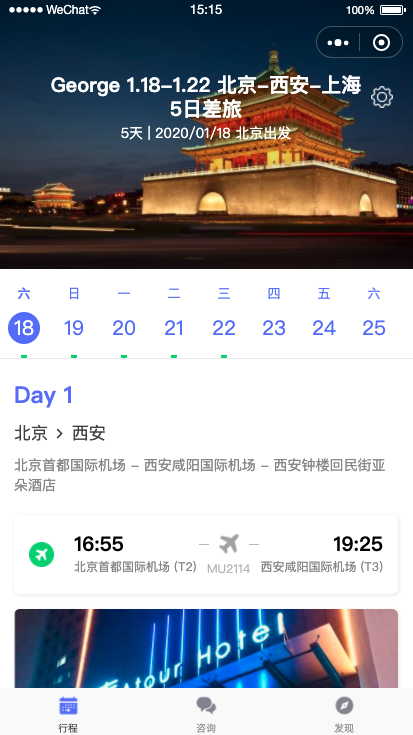 WeChat
15:15
100%
George 1.18-1.22 北京-西安-上海
5日差旅
5天 | 2020/01/18 北京出发
六 日 一 二 三 四 五 六
18 19 20 21 22 23 24 25
Day 1
北京 > 西安
北京首都国际机场 - 西安咸阳国际机场 - 西安钟楼回民街亚
朵酒店
16:55
19:25
北京首都国际机场 (T2)
MU2114
西安咸阳国际机场 (T3)
atour Hotel
行程
咨询
发现